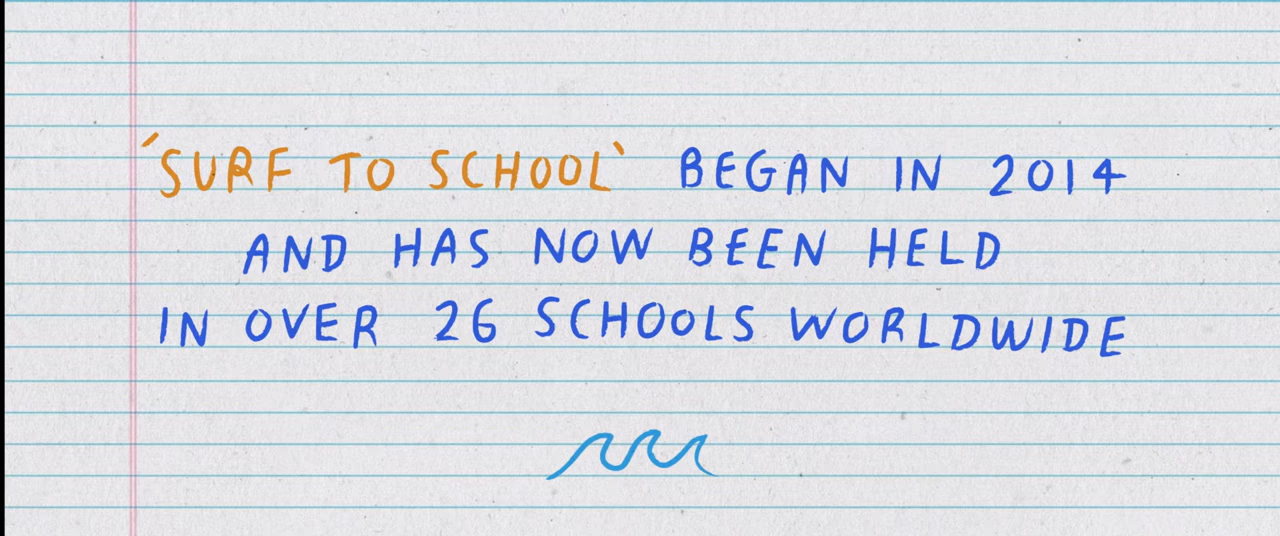 'SURF TO SCHOOL' BEGAN IN 2014
AND HAS NOW BEEN HELD
IN OVER 26 SCHOOLS WORLDWIDE